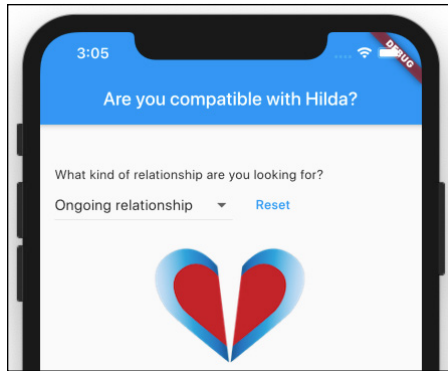 3:05
DEBUG
Are you compatible with Hilda?
What kind of relationship are you looking for?
Ongoing relationship
Reset